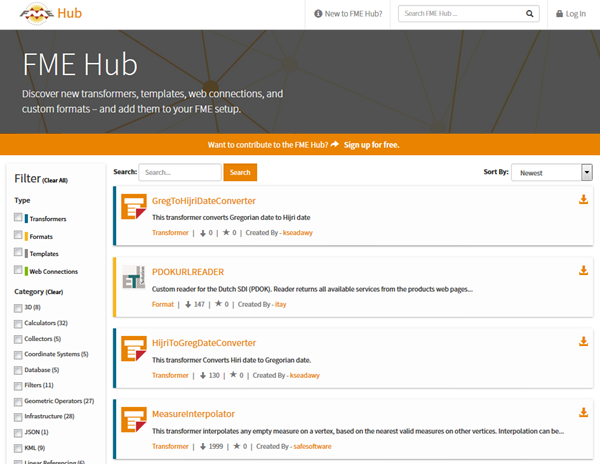 FME Hub
New to FME Hub?
Search FME Hub ...
Log In
FME Hub
Discover new transformers, templates, web connections, and
custom formats – and add them to your FME setup.
Want to contribute to the FME Hub? Sign up for free.
Filter (Clear All)
Type
Transformers
Formats
Templates
Web Connections
Category (Clear)
3D (8)
Calculators (32)
Collectors (5)
Coordinate Systems (5)
Database (5)
Filters (11)
Geometric Operators (27)
Infrastructure (28)
JSON (1)
KML (9)
Linear Referencing (6)
Search: Search... Search
Sort By: Newest
GregToHijriDateConverter
This transformer converts Gregorian date to Hijri date
Transformer | 0 | 0 | Created By - kseadawy
PDOKURLREADER
Custom reader for the Dutch SDI (PDOK). Reader returns all available services from the products web pages...
Format | 147 | 0 | Created By - itay
HijriToGregDateConverter
This transformer Converts Hiri date to Gregorian date.
Transformer | 130 | 0 | Created By - kseadawy
MeasureInterpolator
This transformer interpolates any empty measure on a vertex, based on the nearest valid measures on other vertices. Interpolation can be...
Transformer | 1999 | 0 | Created By - safesoftware